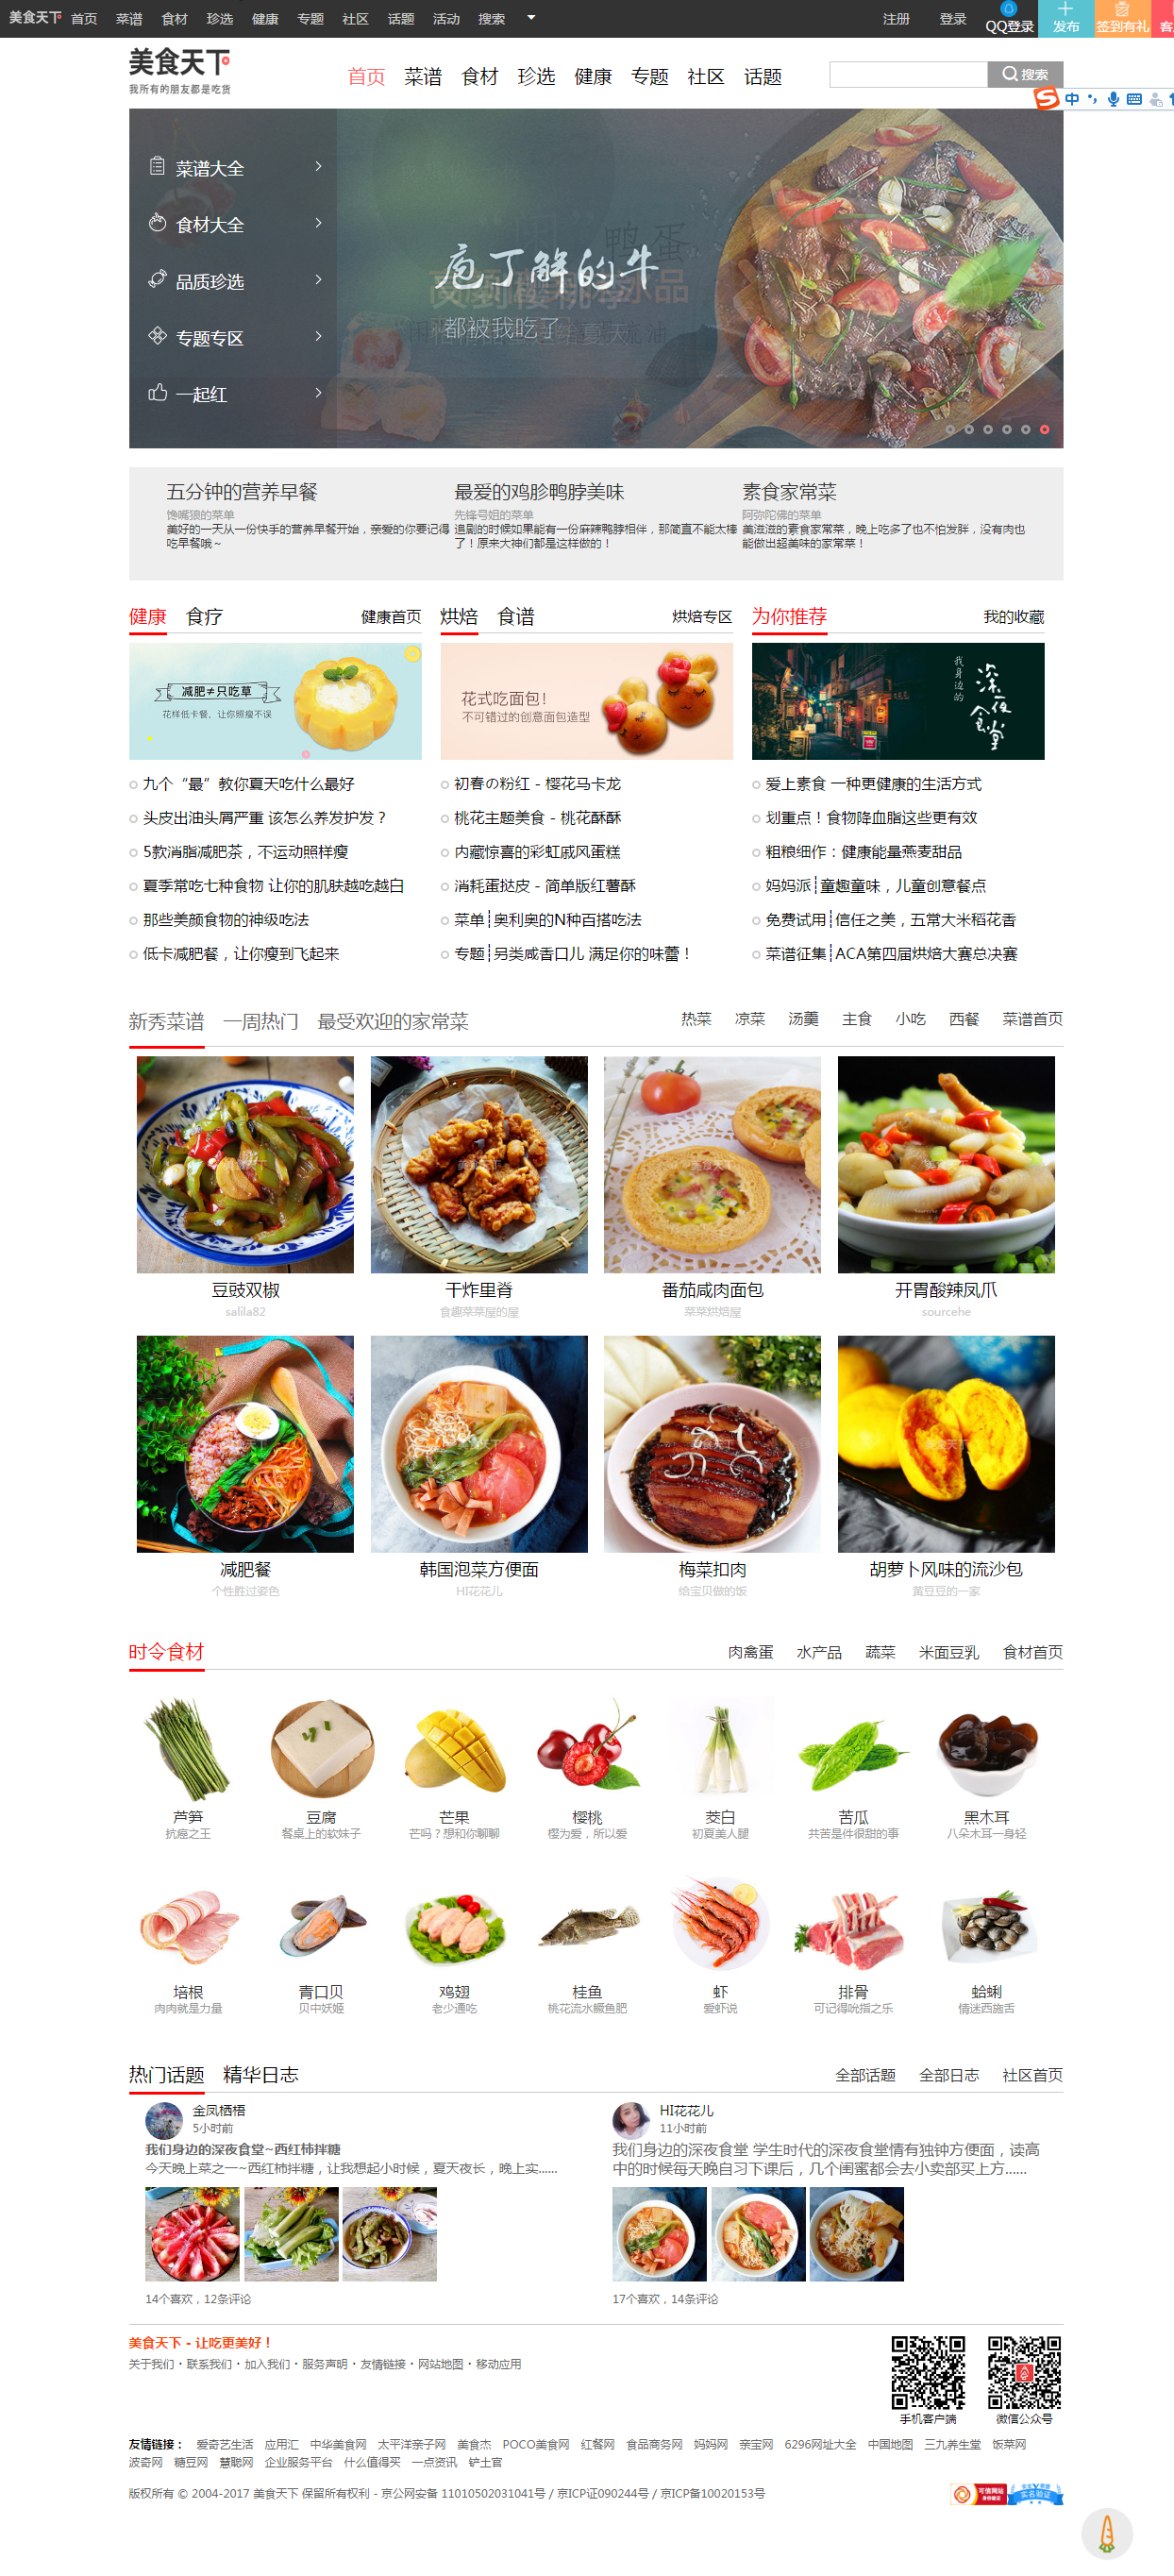 美食天下 首页 菜谱 食材 珍选 健康 专题 社区 话题 活动 搜索 注册 登录 QQ登录 发布 签到有礼
美食天下
我所有的朋友都是吃货
首页 菜谱 食材 珍选 健康 专题 社区 话题 搜索
中
菜谱大全
食材大全
品质珍选
专题专区
一起红
庖丁解的牛
都被我吃了
五分钟的营养早餐 最爱的鸡胗鸭脖美味 素食家常菜
馋嘴狼的菜单 先锋号姐的菜单 阿弥陀佛的菜单
美好的一天从一份快手的营养早餐开始，亲爱的你要记得 追剧的时候如果能有一份麻辣鸭脖相伴，那简直不能太棒 美滋滋的素食家常菜，晚上吃多了也不怕发胖，没有肉也
吃早餐哦～ 了！原来大神们都是这样做的！ 能做出超美味的家常菜！
健康 食疗 健康首页 烘焙 食谱 烘焙专区 为你推荐 我的收藏
减肥≠只吃草
花样低卡餐，让你照瘦不误
花式吃面包！
不可错过的创意面包造型
我身边的
深夜食堂
九个“最”教你夏天吃什么最好 初春の粉红 - 樱花马卡龙 爱上素食 一种更健康的生活方式
头皮出油头屑严重 该怎么养发护发？ 桃花主题美食 - 桃花酥酥 划重点！食物降血脂这些更有效
5款消脂减肥茶，不运动照样瘦 内藏惊喜的彩虹戚风蛋糕 粗粮细作：健康能量燕麦甜品
夏季常吃七种食物 让你的肌肤越吃越白 消耗蛋挞皮 - 简单版红薯酥 妈妈派┆童趣童味，儿童创意餐点
那些美颜食物的神级吃法 菜单┆奥利奥的N种百搭吃法 免费试用┆信任之美，五常大米稻花香
低卡减肥餐，让你瘦到飞起来 专题┆另类咸香口儿 满足你的味蕾！ 菜谱征集┆ACA第四届烘焙大赛总决赛
新秀菜谱 一周热门 最受欢迎的家常菜 热菜 凉菜 汤羹 主食 小吃 西餐 菜谱首页
豆豉双椒 干炸里脊 番茄咸肉面包 开胃酸辣凤爪
salila82 食趣菜菜屋的屋 菜菜烘焙屋 sourcehe
减肥餐 韩国泡菜方便面 梅菜扣肉 胡萝卜风味的流沙包
个性胜过姿色 HI花花儿 给宝贝做的饭 黄豆豆的一家
时令食材 肉禽蛋 水产品 蔬菜 米面豆乳 食材首页
芦笋 豆腐 芒果 樱桃 茭白 苦瓜 黑木耳
抗癌之王 餐桌上的软妹子 芒吗？想和你聊聊 樱为爱，所以爱 初夏美人腿 共苦是件很甜的事 八朵木耳一身轻
培根 青口贝 鸡翅 桂鱼 虾 排骨 蛤蜊
肉肉就是力量 贝中妖姬 老少通吃 桃花流水鳜鱼肥 爱虾说 可记得吮指之乐 情迷西施舌
热门话题 精华日志 全部话题 全部日志 社区首页
金凤栖梧 HI花花儿
5小时前 11小时前
我们身边的深夜食堂~西红柿拌糖 我们身边的深夜食堂 学生时代的深夜食堂情有独钟方便面，读高
今天晚上菜之一~西红柿拌糖，让我想起小时候，夏天夜长，晚上实...... 中的时候每天晚自习下课后，几个闺蜜都会去小卖部买上方......
14个喜欢，12条评论 17个喜欢，14条评论
美食天下 - 让吃更美好！
关于我们・联系我们・加入我们・服务声明・友情链接・网站地图・移动应用
手机客户端 微信公众号
友情链接： 爱奇艺生活 应用汇 中华美食网 太平洋亲子网 美食杰 POCO美食网 红餐网 食品商务网 妈妈网 亲宝网 6296网址大全 中国地图 三九养生堂 饭菜网
波奇网 糖豆网 慧聪网 企业服务平台 什么值得买 一点资讯 铲土官
版权所有 © 2004-2017 美食天下 保留所有权利 - 京公网安备 11010502031041号 / 京ICP证090244号 / 京ICP备10020153号
可信网站 身份验证 实名验证